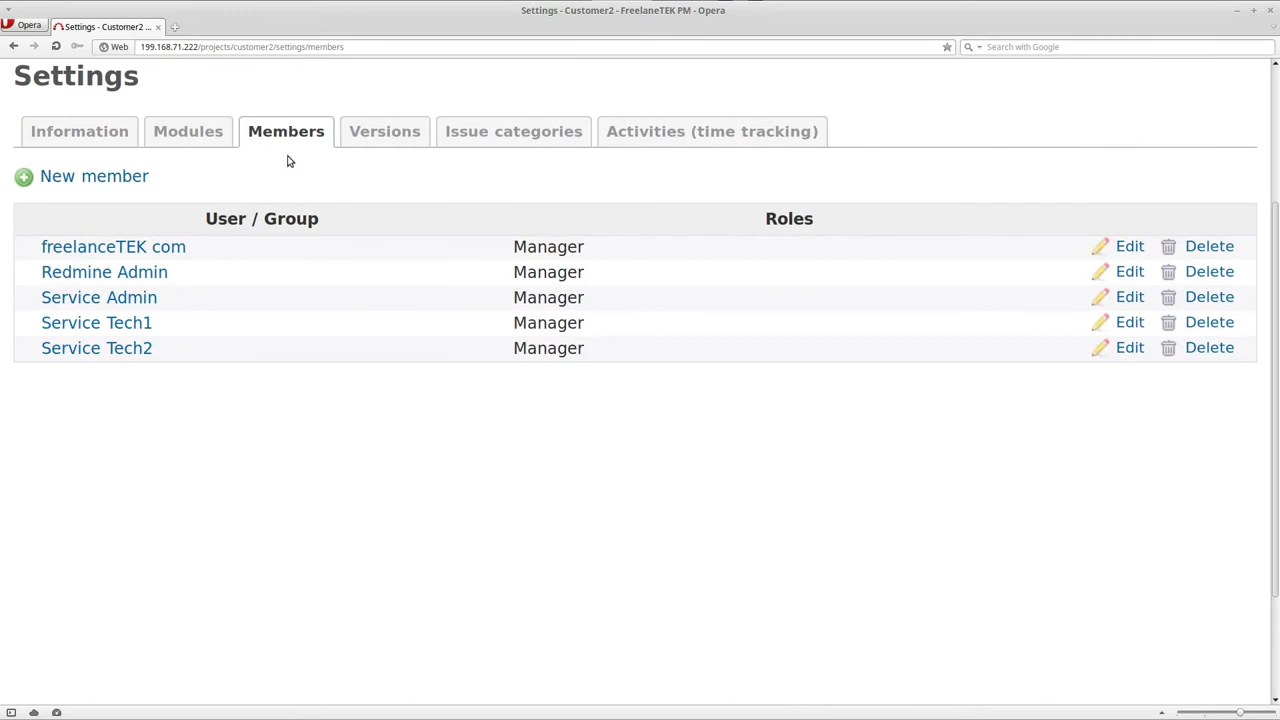 Settings - Customer2 - FreelaneTEK PM - Opera
Opera
Settings - Customer2 ...
Web
199.168.71.222/projects/customer2/settings/members
Search with Google
Settings
Information Modules Members Versions Issue categories Activities (time tracking)
New member
User / Group Roles
freelanceTEK com Manager Edit Delete
Redmine Admin Manager Edit Delete
Service Admin Manager Edit Delete
Service Tech1 Manager Edit Delete
Service Tech2 Manager Edit Delete